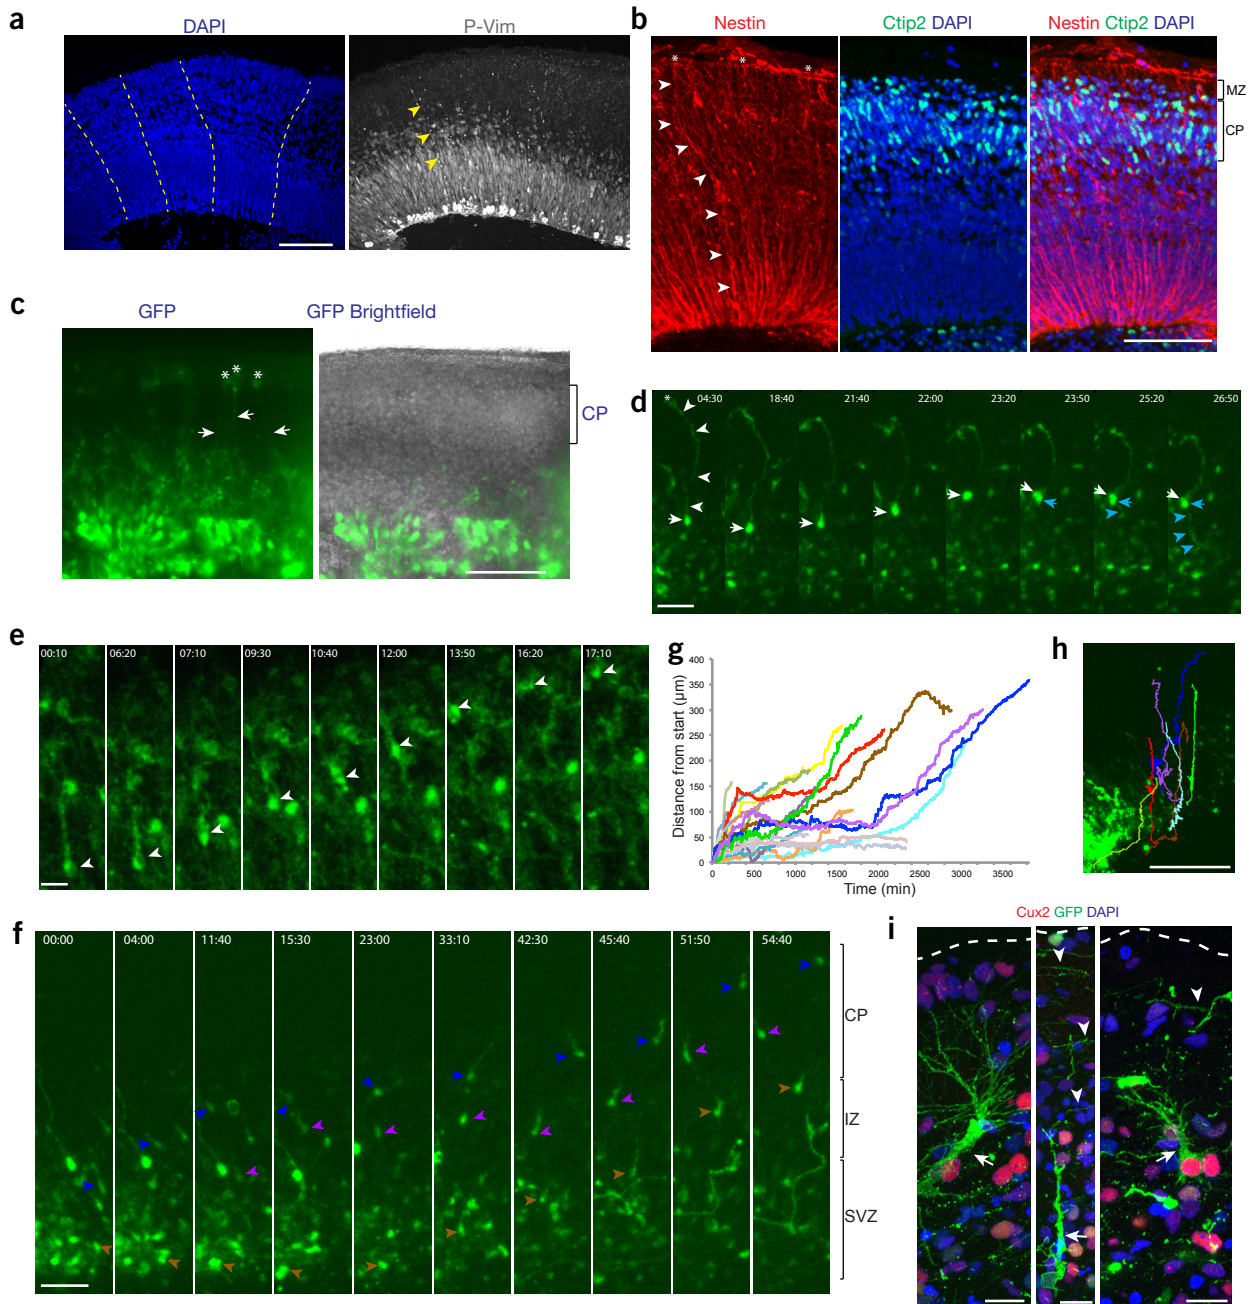 a
DAPI
P-Vim
b
Nestin
Ctip2 DAPI
Nestin Ctip2 DAPI
* * *
MZ
CP
c
GFP
GFP Brightfield
* * *
CP
d
* 04:30 18:40 21:40 22:00 23:20 23:50 25:20 26:50
e
00:10 06:20 07:10 09:30 10:40 12:00 13:50 16:20 17:10
g
Distance from start (µm)
400
350
300
250
200
150
100
50
0
0 500 1000 1500 2000 2500 3000 3500
Time (min)
h
f
00:00 04:00 11:40 15:30 23:00 33:10 42:30 45:40 51:50 54:40
CP
IZ
SVZ
i
Cux2 GFP DAPI